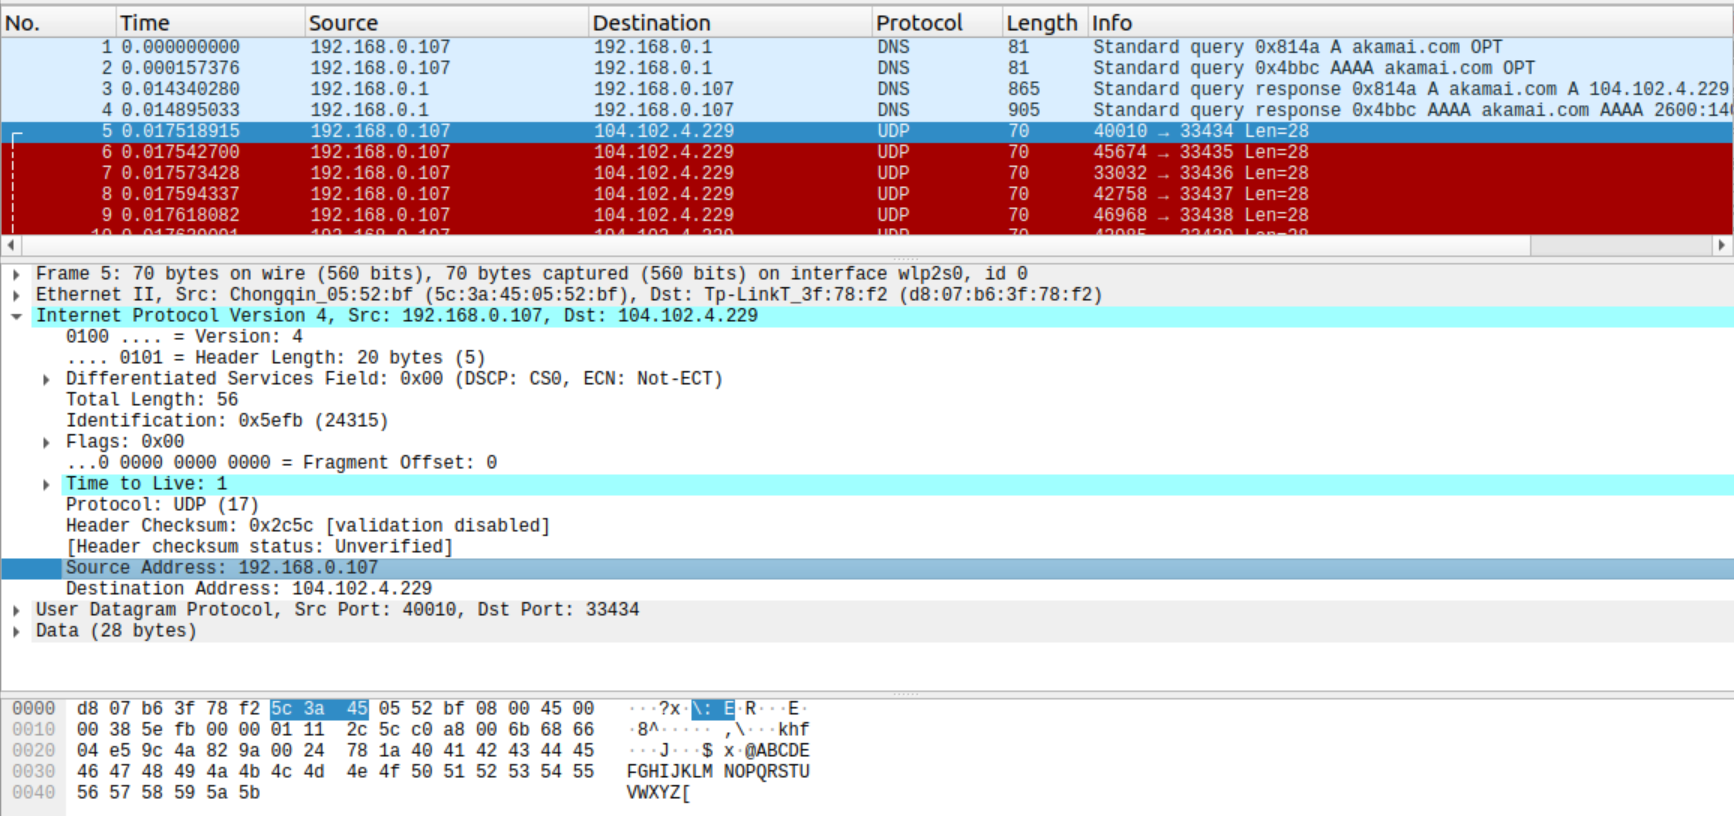 No. Time Source Destination Protocol Length Info
1 0.000000000 192.168.0.107 192.168.0.1 DNS 81 Standard query 0x814a A akamai.com OPT
2 0.000157376 192.168.0.107 192.168.0.1 DNS 81 Standard query 0x4bbc AAAA akamai.com OPT
3 0.014340280 192.168.0.1 192.168.0.107 DNS 865 Standard query response 0x814a A akamai.com A 104.102.4.229
4 0.014895033 192.168.0.1 192.168.0.107 DNS 905 Standard query response 0x4bbc AAAA akamai.com AAAA 2600:14
5 0.017518915 192.168.0.107 104.102.4.229 UDP 70 40010 → 33434 Len=28
6 0.017542700 192.168.0.107 104.102.4.229 UDP 70 45674 → 33435 Len=28
7 0.017573428 192.168.0.107 104.102.4.229 UDP 70 33032 → 33436 Len=28
8 0.017594337 192.168.0.107 104.102.4.229 UDP 70 42758 → 33437 Len=28
9 0.017618082 192.168.0.107 104.102.4.229 UDP 70 46968 → 33438 Len=28
Frame 5: 70 bytes on wire (560 bits), 70 bytes captured (560 bits) on interface wlp2s0, id 0
Ethernet II, Src: Chongqin_05:52:bf (5c:3a:45:05:52:bf), Dst: Tp-LinkT_3f:78:f2 (d8:07:b6:3f:78:f2)
Internet Protocol Version 4, Src: 192.168.0.107, Dst: 104.102.4.229
0100 .... = Version: 4
.... 0101 = Header Length: 20 bytes (5)
Differentiated Services Field: 0x00 (DSCP: CS0, ECN: Not-ECT)
Total Length: 56
Identification: 0x5efb (24315)
Flags: 0x00
...0 0000 0000 0000 = Fragment Offset: 0
Time to Live: 1
Protocol: UDP (17)
Header Checksum: 0x2c5c [validation disabled]
[Header checksum status: Unverified]
Source Address: 192.168.0.107
Destination Address: 104.102.4.229
User Datagram Protocol, Src Port: 40010, Dst Port: 33434
Data (28 bytes)
0000 d8 07 b6 3f 78 f2 5c 3a 45 05 52 bf 08 00 45 00 ···?x·\: E·R···E·
0010 00 38 5e fb 00 00 01 11 2c 5c c0 a8 00 6b 68 66 ·8^····· ,\···khf
0020 04 e5 9c 4a 82 9a 00 24 78 1a 40 41 42 43 44 45 ···J···$ x·@ABCDE
0030 46 47 48 49 4a 4b 4c 4d 4e 4f 50 51 52 53 54 55 FGHIJKLM NOPQRSTU
0040 56 57 58 59 5a 5b VWXYZ[